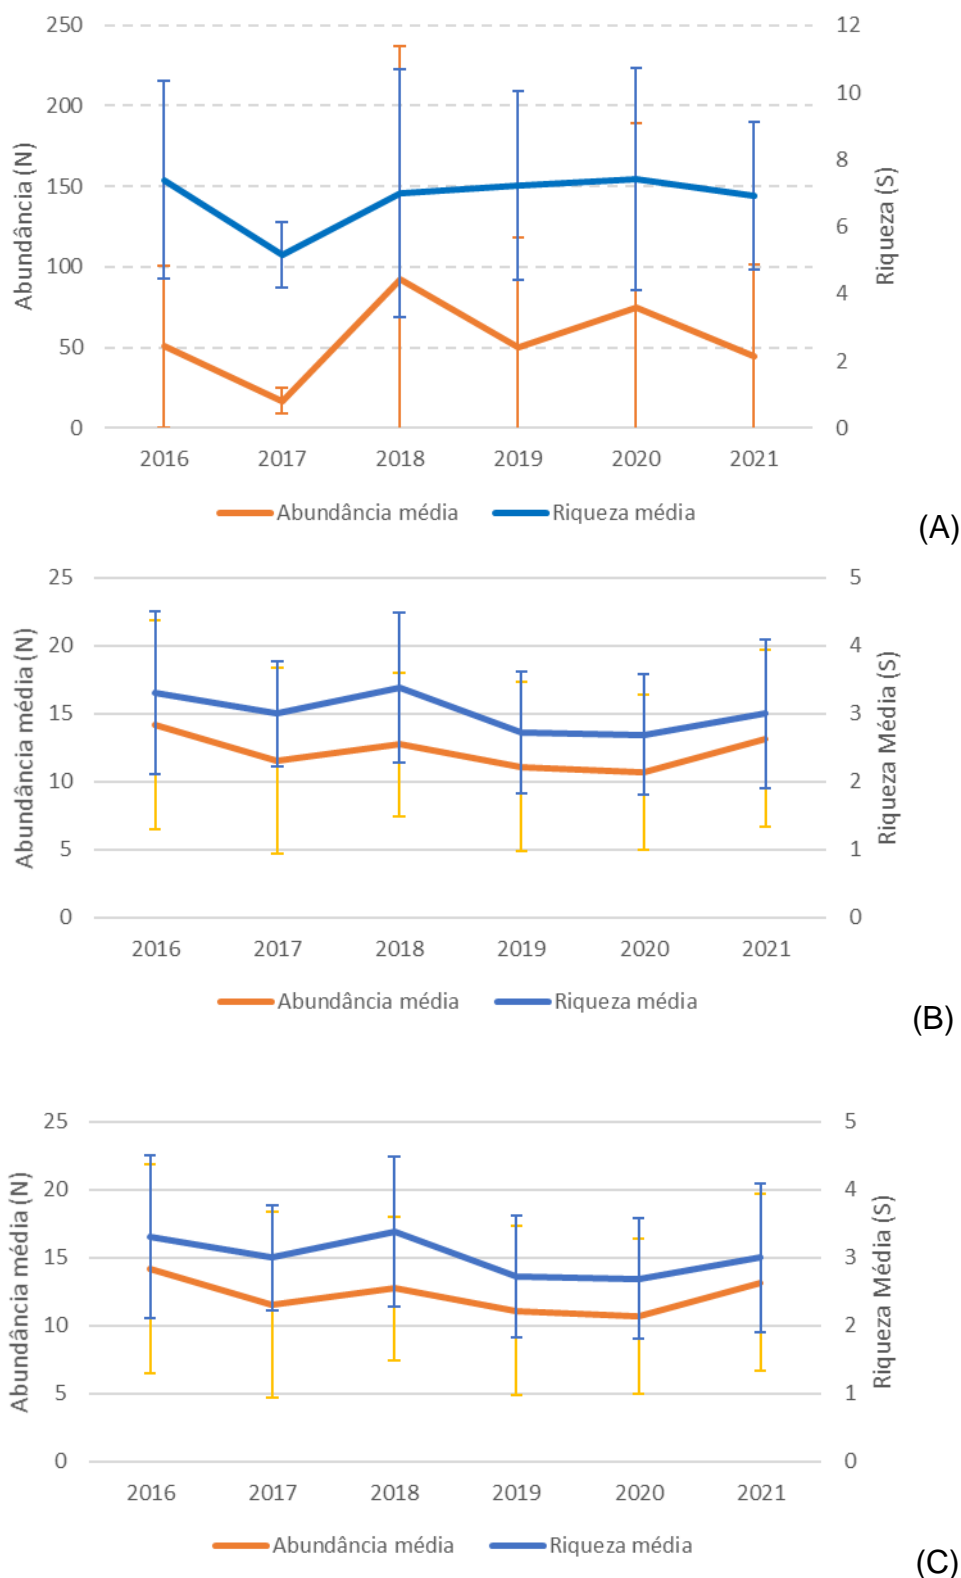 250
200
150
100
50
0
Abundância (N)
12
10
8
6
4
2
0
Riqueza (S)
2016 2017 2018 2019 2020 2021
Abundância média Riqueza média
(A)
25
20
15
10
5
0
Abundância média (N)
5
4
3
2
1
0
Riqueza Média (S)
2016 2017 2018 2019 2020 2021
Abundância média Riqueza média
(B)
25
20
15
10
5
0
Abundância média (N)
5
4
3
2
1
0
Riqueza Média (S)
2016 2017 2018 2019 2020 2021
Abundância média Riqueza média
(C)